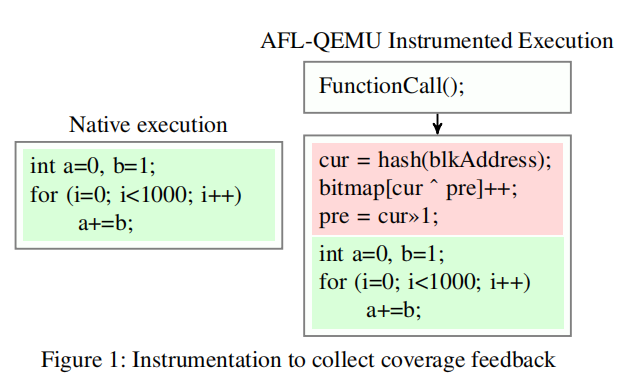 AFL-QEMU Instrumented Execution
FunctionCall();
Native execution
int a=0, b=1;
for (i=0; i<1000; i++)
a+=b;
cur = hash(blkAddress);
bitmap[cur ^ pre]++;
pre = cur»1;
int a=0, b=1;
for (i=0; i<1000; i++)
a+=b;
Figure 1: Instrumentation to collect coverage feedback